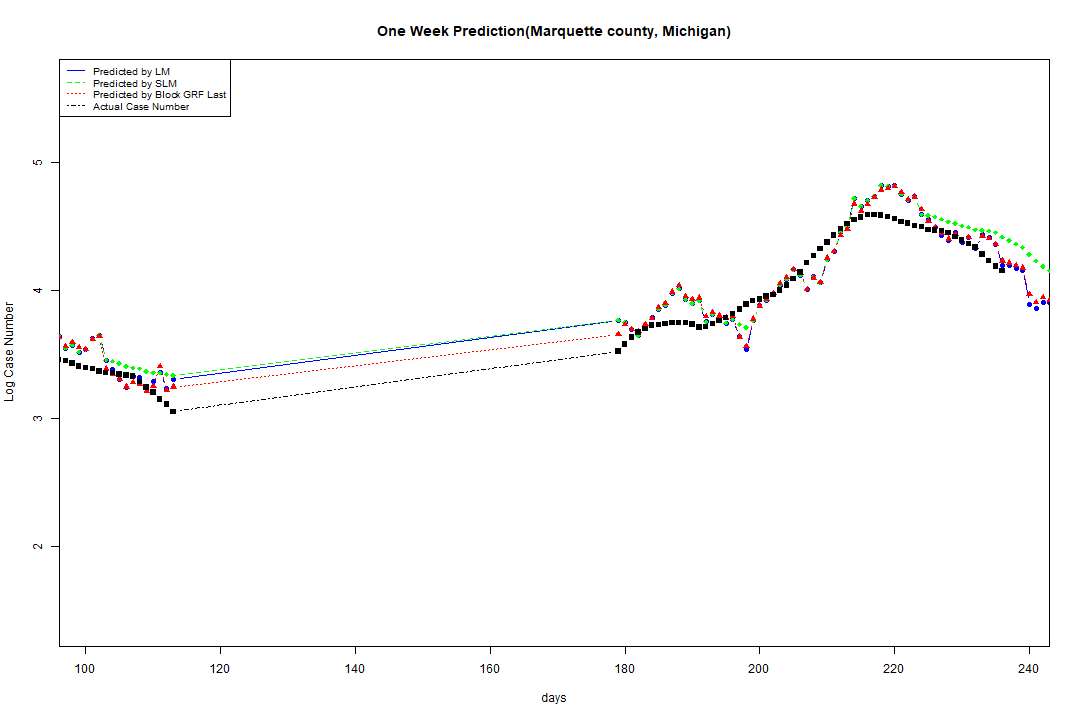 One Week Prediction(Marquette county, Michigan)
Predicted by LM
Predicted by SLM
Predicted by Block GRF Last
Actual Case Number
5
4
3
2
Log Case Number
100 120 140 160 180 200 220 240
days